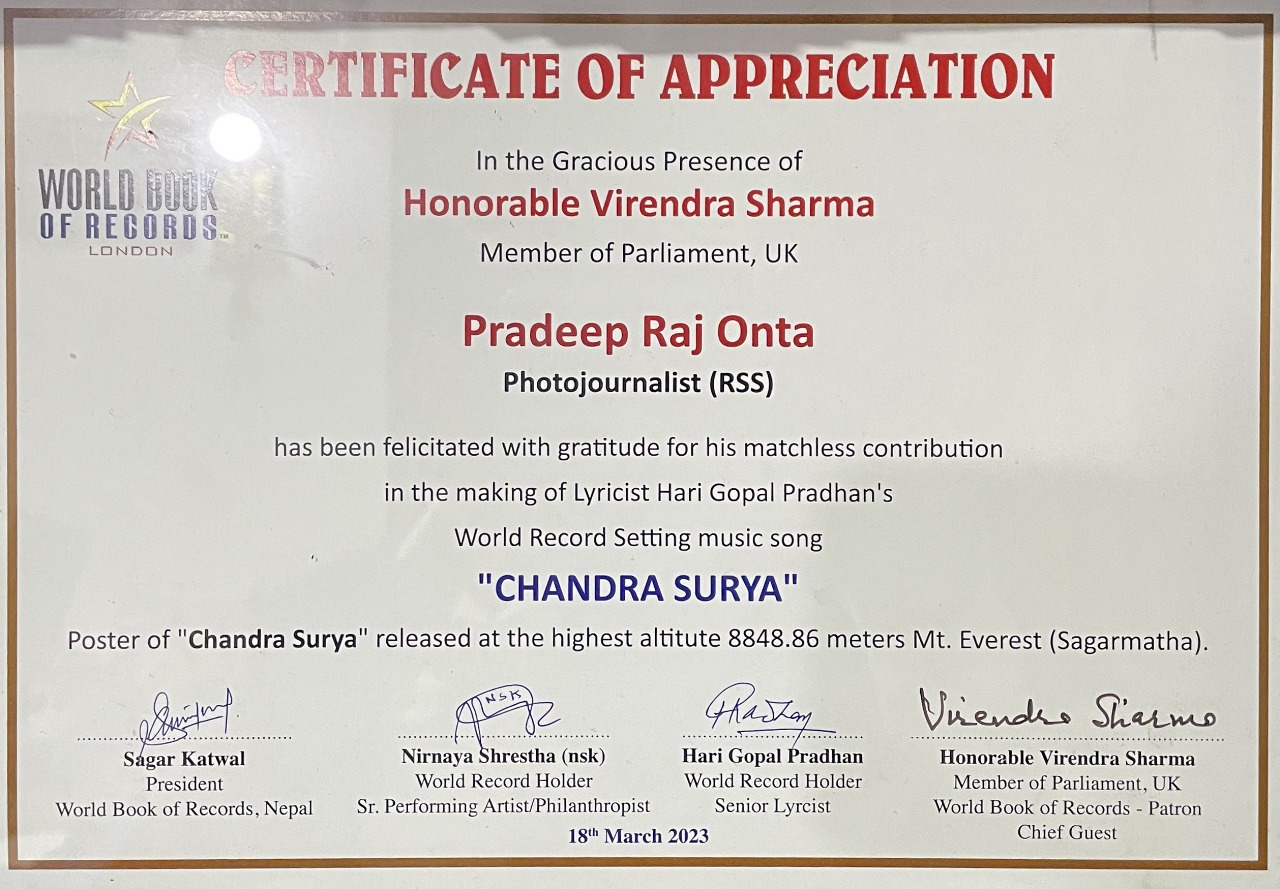 CERTIFICATE OF APPRECIATION
WORLD BOOK
OF RECORDS™
LONDON
In the Gracious Presence of
Honorable Virendra Sharma
Member of Parliament, UK
Pradeep Raj Onta
Photojournalist (RSS)
has been felicitated with gratitude for his matchless contribution
in the making of Lyricist Hari Gopal Pradhan's
World Record Setting music song
"CHANDRA SURYA"
Poster of "Chandra Surya" released at the highest altitute 8848.86 meters Mt. Everest (Sagarmatha).
NSK
Virendra Sharma
Sagar Katwal
President
World Book of Records, Nepal
Nirnaya Shrestha (nsk)
World Record Holder
Sr. Performing Artist/Philanthropist
Hari Gopal Pradhan
World Record Holder
Senior Lyrcist
Honorable Virendra Sharma
Member of Parliament, UK
World Book of Records - Patron
Chief Guest
18th March 2023